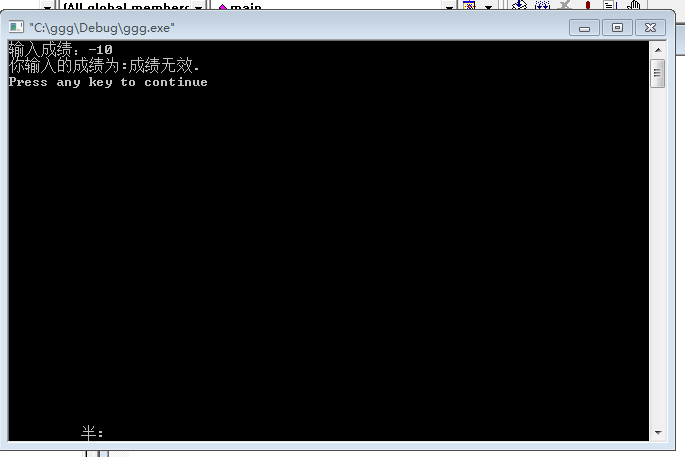 [All global members
main
"C:\ggg\Debug\ggg.exe"
输入成绩：-10
你输入的成绩为:成绩无效.
Press any key to continue
半: